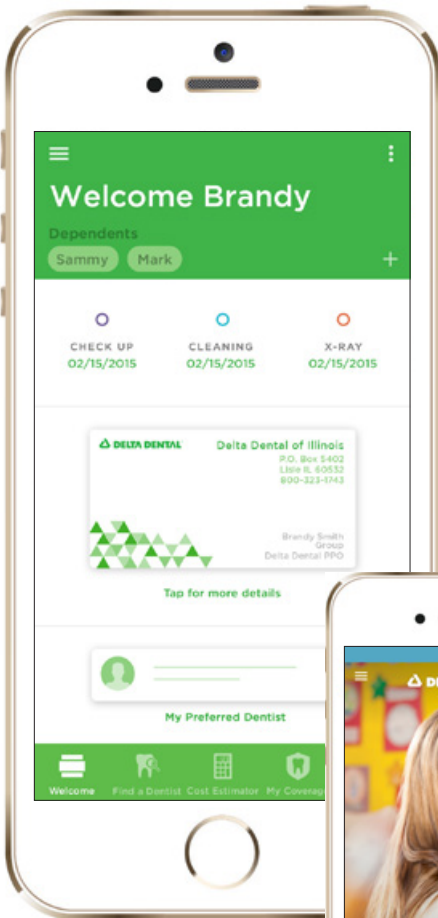 Welcome Brandy
Dependents
Sammy Mark
CHECK UP CLEANING X-RAY
02/15/2015 02/15/2015 02/15/2015
DELTA DENTAL
Delta Dental of Illinois
P.O. Box 5402
Lisle IL 60532
800-323-1743
Brandy Smith
Group
Delta Dental PPO
Tap for more details
My Preferred Dentist
Welcome Find a Dentist Cost Estimator My Coverage